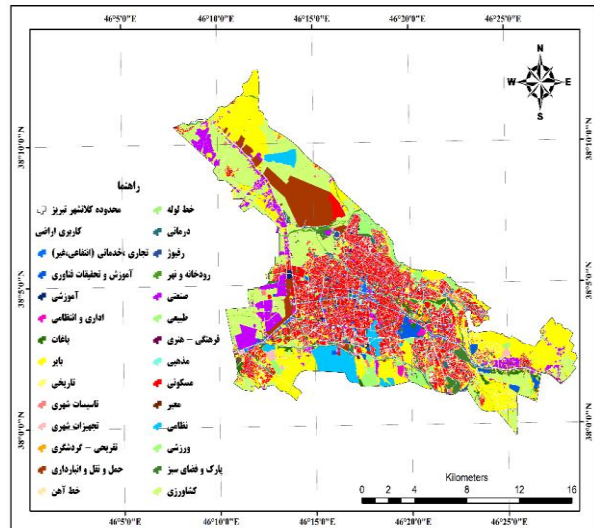 46°5'0"E 46°10'0"E 46°15'0"E 46°20'0"E 46°25'0"E
N
W E
S
38°10'0"N 38°10'0"N
راهنما
محدوده کلانشهر تبریز
کاربری اراضی
تجاری ،خدماتی (انتفاعی،غیر)
آموزش و تحقیقات فناوری
آموزشی
اداری و انتظامی
باغات
بایر
تاریخی
تاسیسات شهری
تجهیزات شهری
تفریحی - گردشگری
حمل و نقل و انبارداری
خط آهن
خط لوله
درمانی
رفیوژ
رودخانه و نهر
صنعتی
طبیعی
فرهنگی - هنری
مذهبی
مسکونی
معبر
نظامی
ورزشی
پارک و فضای سبز
کشاورزی
38°5'0"N 38°5'0"N
38°0'0"N 38°0'0"N
Kilometers
0 2 4 8 12 16
46°5'0"E 46°10'0"E 46°15'0"E 46°20'0"E 46°25'0"E